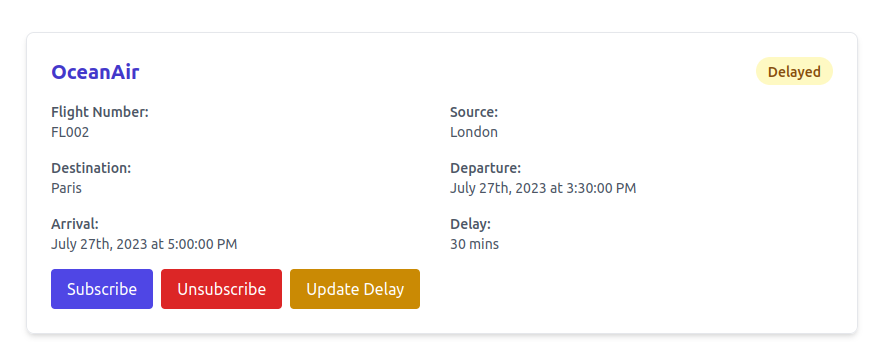 OceanAir
Delayed
Flight Number:
FL002
Source:
London
Destination:
Paris
Departure:
July 27th, 2023 at 3:30:00 PM
Arrival:
July 27th, 2023 at 5:00:00 PM
Delay:
30 mins
Subscribe
Unsubscribe
Update Delay